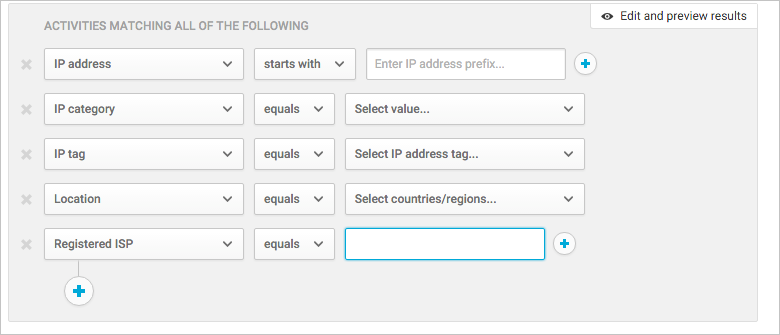 ACTIVITIES MATCHING ALL OF THE FOLLOWING
Edit and preview results
IP address starts with Enter IP address prefix...
IP category equals Select value...
IP tag equals Select IP address tag...
Location equals Select countries/regions...
Registered ISP equals